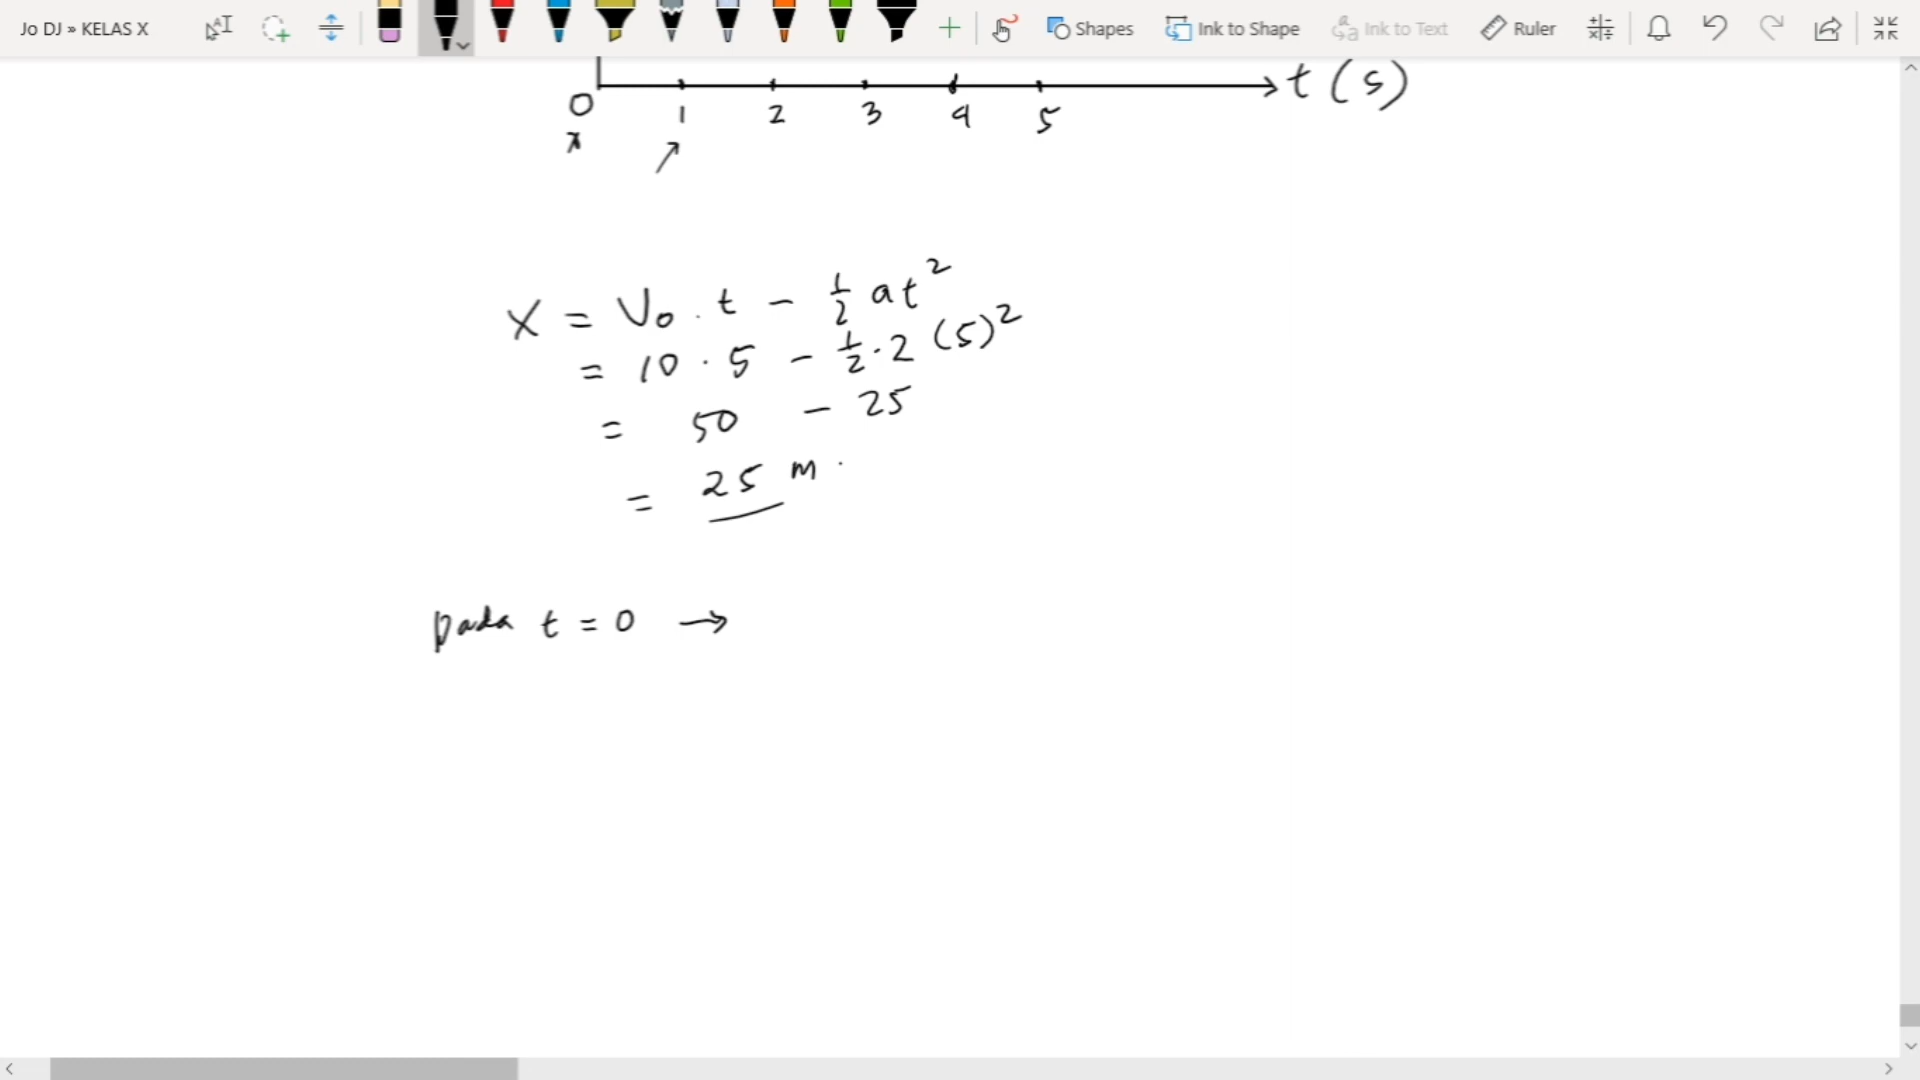 Jo DJ » KELAS X Shapes Ink to Shape Ink to Text Ruler
t (s)
0 1 2 3 4 5
x
X = V₀ . t - ½ at²
= 10 . 5 - ½ . 2 (5)²
= 50 - 25
= 25 m .
pada t = 0 →